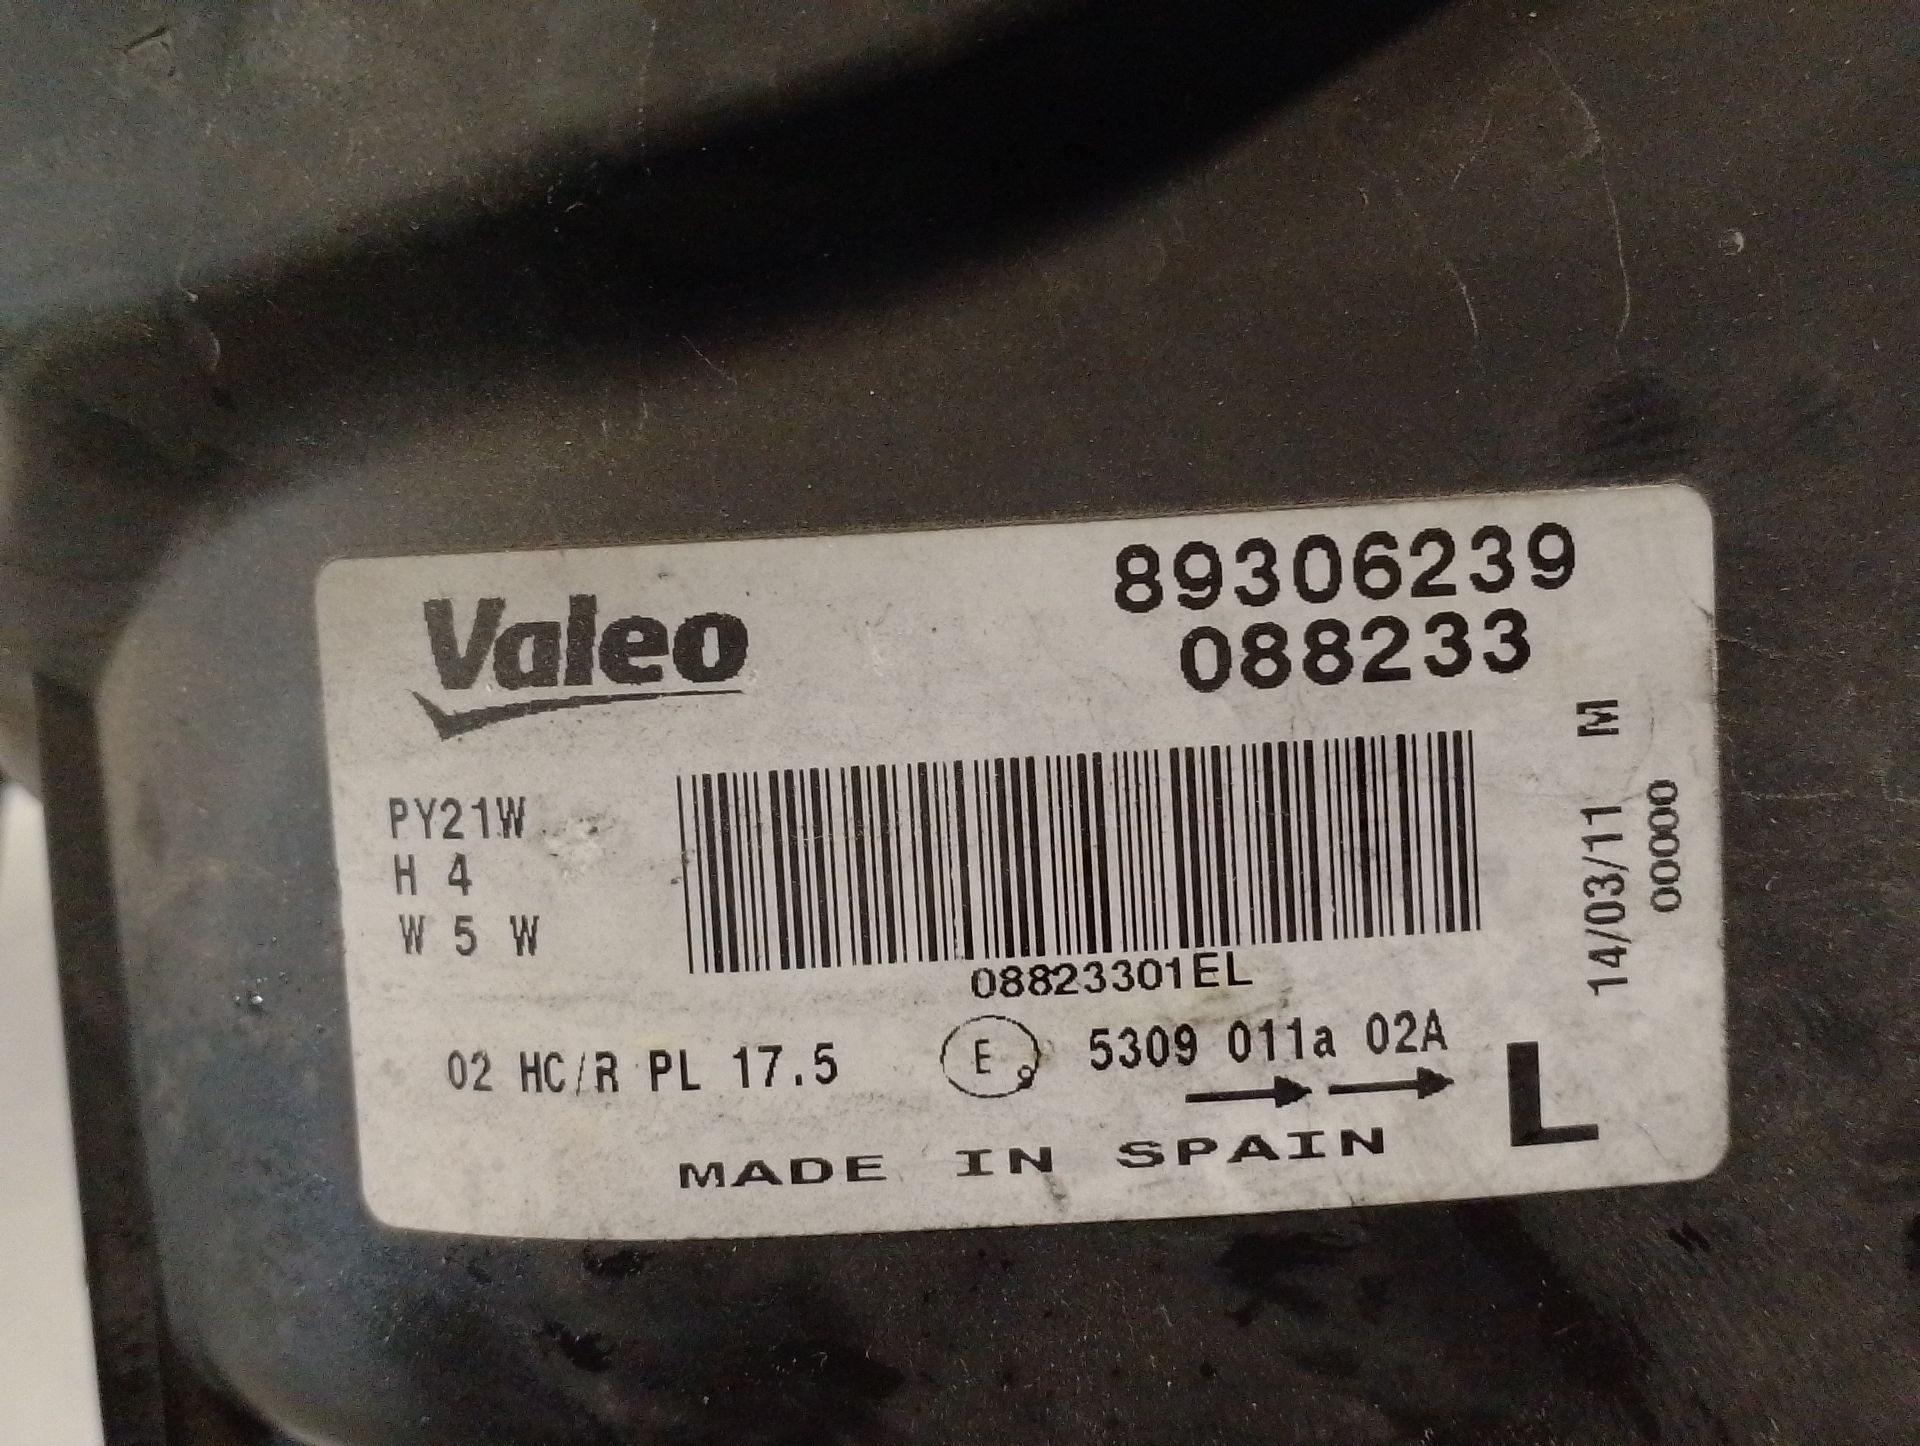 Valeo
89306239
088233
PY21W
H 4
W 5 W
08823301EL
14/03/11 M
00000
02 HC/R PL 17.5 E9 5309 011a 02A
L
MADE IN SPAIN